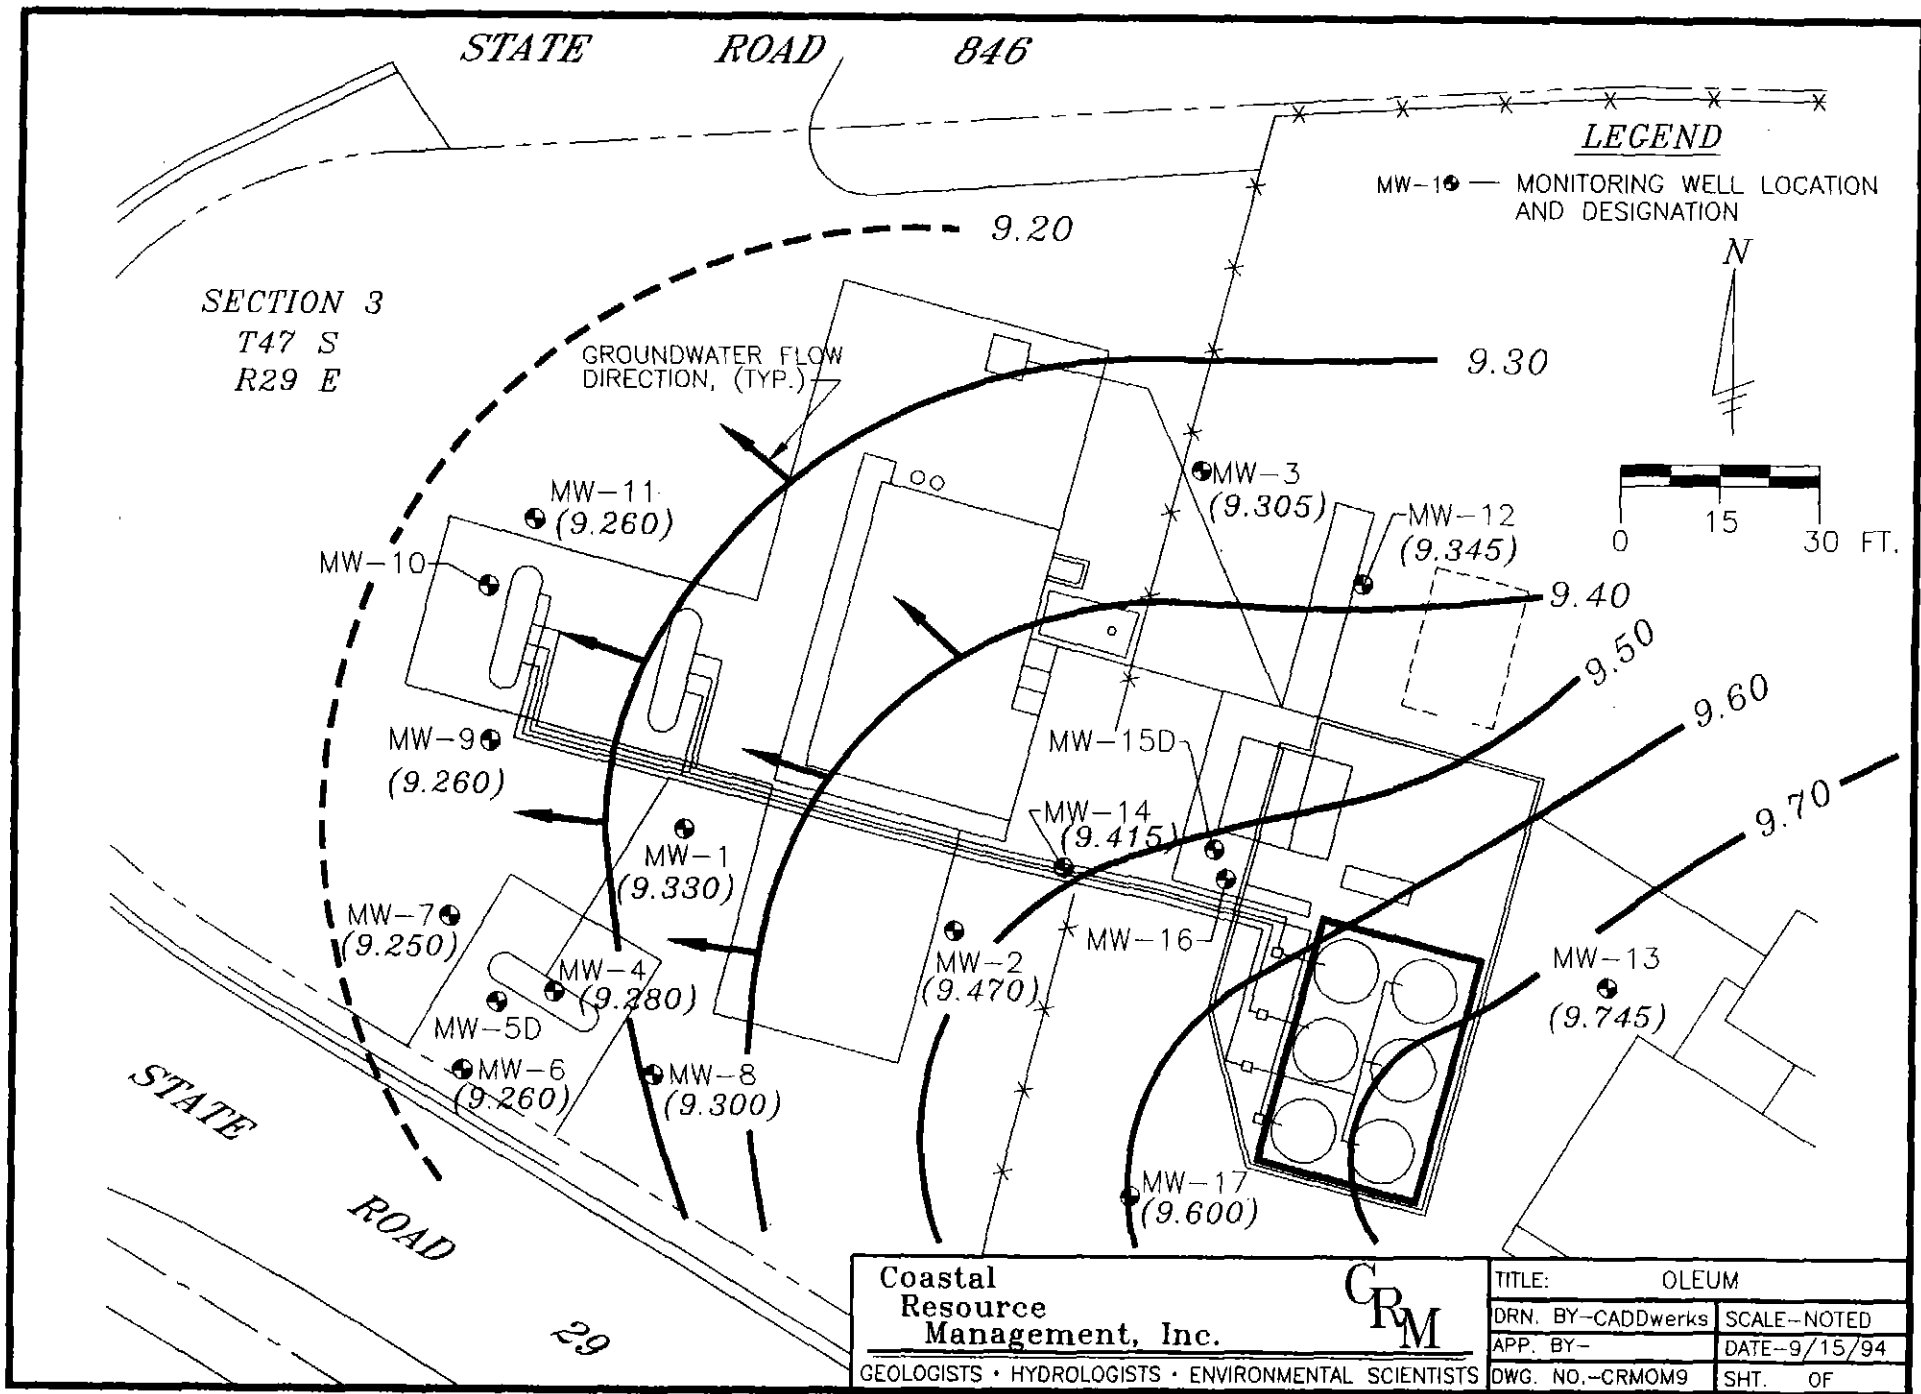 STATE ROAD 846
LEGEND
MW-1 — MONITORING WELL LOCATION
AND DESIGNATION
N
0 15 30 FT.
SECTION 3
T47 S
R29 E
9.20
GROUNDWATER FLOW
DIRECTION, (TYP.)
9.30
MW-11
(9.260)
MW-10
MW-3
(9.305)
MW-12
(9.345)
9.40
9.50
9.60
9.70
MW-9
(9.260)
MW-15D
MW-14
(9.415)
MW-1
(9.330)
MW-7
(9.250)
MW-4
(9.280)
MW-5D
MW-6
(9.260)
MW-8
(9.300)
MW-2
(9.470)
MW-16
MW-13
(9.745)
MW-17
(9.600)
STATE ROAD 29
Coastal
Resource
Management, Inc.
CRM
GEOLOGISTS · HYDROLOGISTS · ENVIRONMENTAL SCIENTISTS
TITLE: OLEUM
DRN. BY-CADDwerks SCALE-NOTED
APP. BY- DATE-9/15/94
DWG. NO.-CRMOM9 SHT. OF